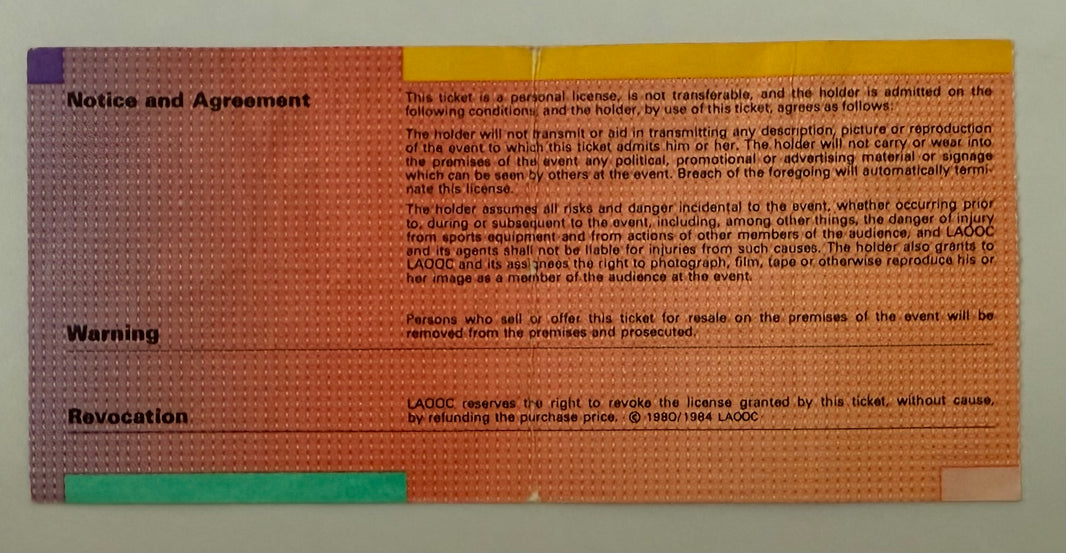 Notice and Agreement
This ticket is a personal license, is not transferable, and the holder is admitted on the
following conditions, and the holder, by use of this ticket, agrees as follows:
The holder will not transmit or aid in transmitting any description, picture or reproduction
of the event to which this ticket admits him or her. The holder will not carry or wear into
the premises of the event any political, promotional or advertising material or signage
which can be seen by others at the event. Breach of the foregoing will automatically termi-
nate this license.
The holder assumes all risks and danger incidental to the event, whether occurring prior
to, during or subsequent to the event, including, among other things, the danger of injury
from sports equipment and from actions of other members of the audience, and LAOOC
and its agents shall not be liable for injuries from such causes. The holder also grants to
LAOOC and its assignees the right to photograph, film, tape or otherwise reproduce his or
her image as a member of the audience at the event.
Warning
Persons who sell or offer this ticket for resale on the premises of the event will be
removed from the premises and prosecuted.
Revocation
LAOOC reserves the right to revoke the license granted by this ticket, without cause,
by refunding the purchase price. © 1980/1984 LAOOC